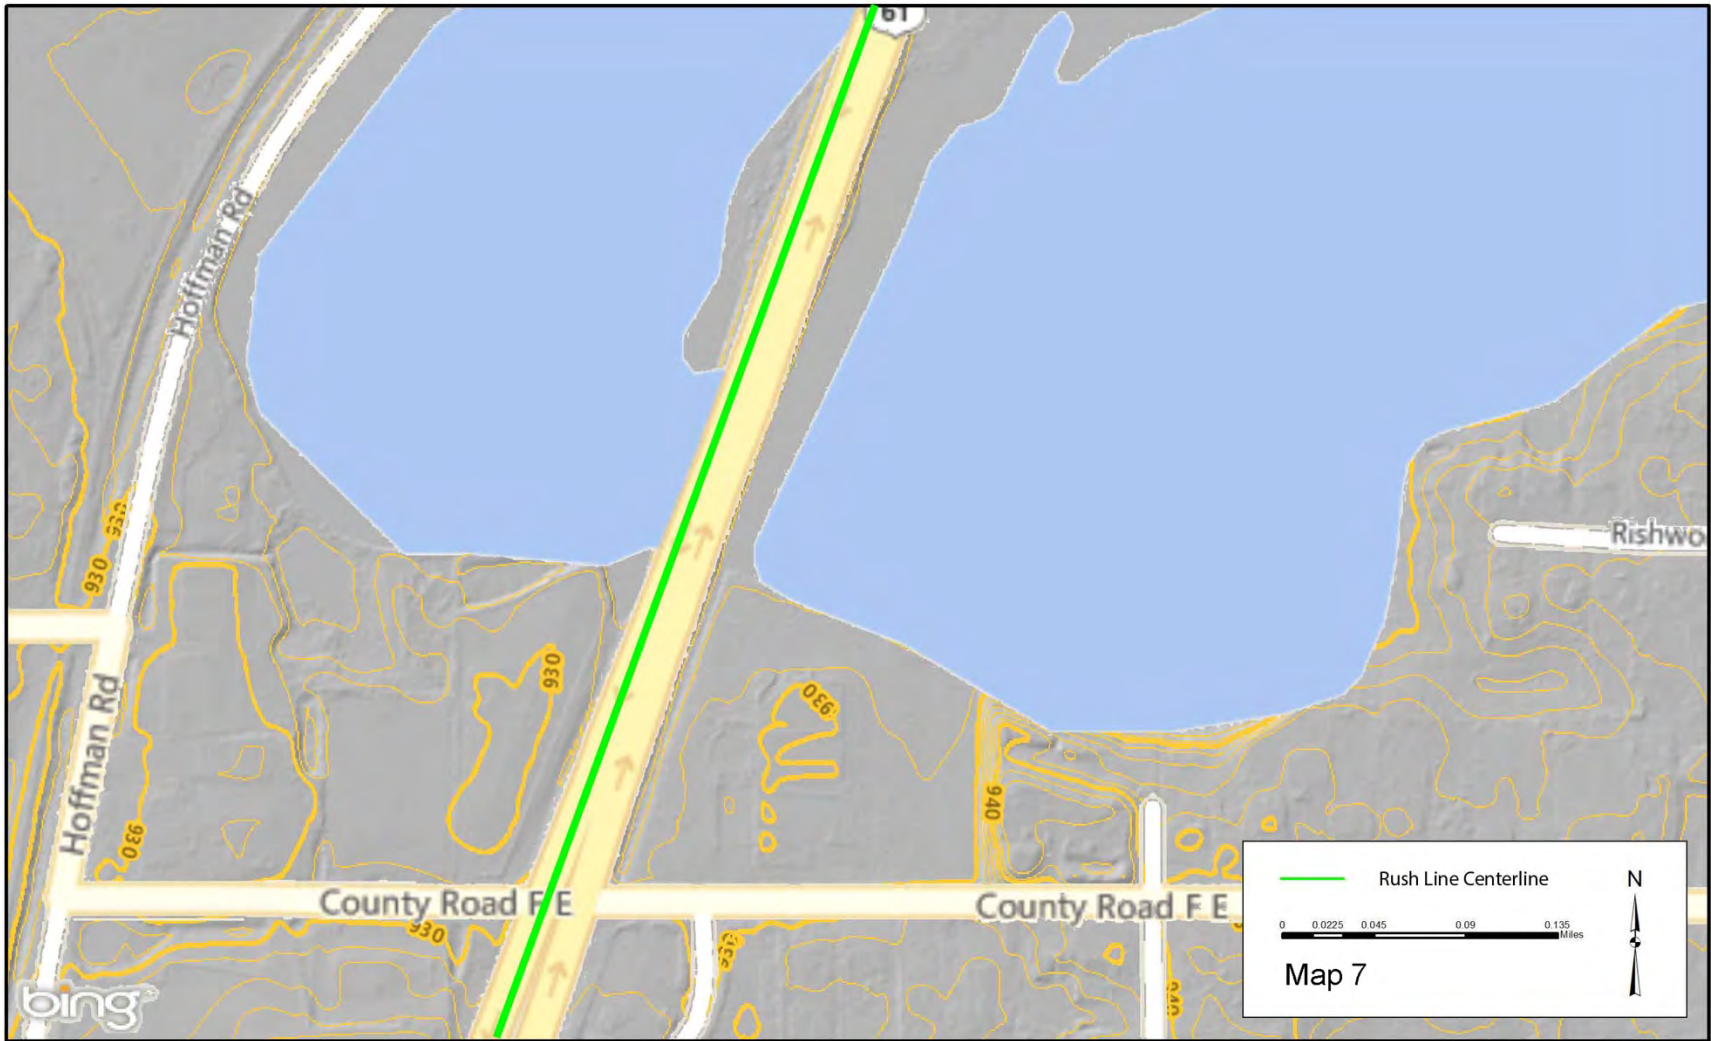 61
Hoffman Rd
930
930
Rishwo
930
930
Hoffman Rd
930
940
County Road F E
County Road F E
930
940
bing
Rush Line Centerline
N
0 0.0225 0.045 0.09 0.135
Miles
Map 7